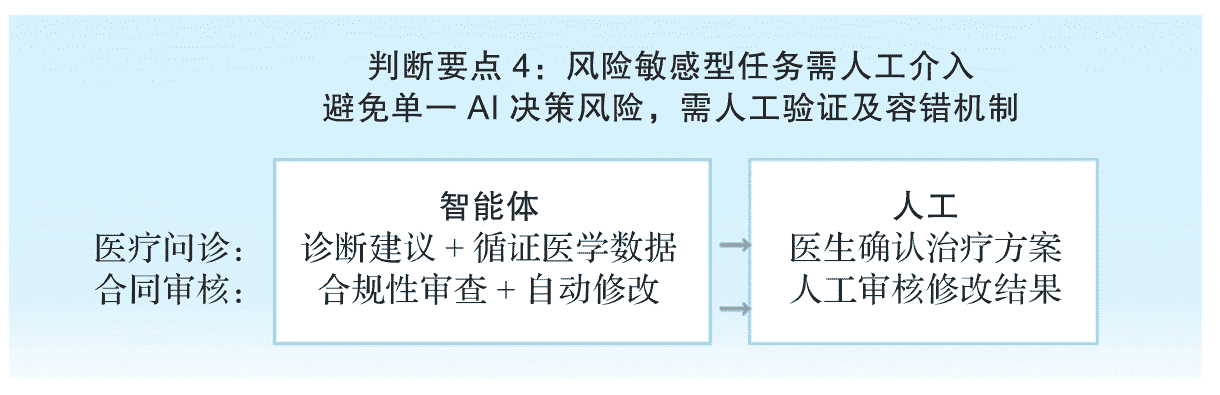 判断要点 4：风险敏感型任务需人工介入
避免单一 AI 决策风险，需人工验证及容错机制
智能体
人工
医疗问诊：
诊断建议 + 循证医学数据
医生确认治疗方案
合同审核：
合规性审查 + 自动修改
人工审核修改结果